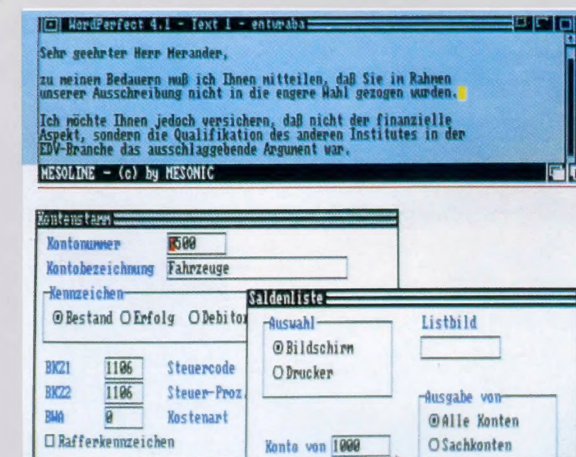 WordPerfect 4.1 - Text 1 - enturaba
Sehr geehrter Herr Merander,
zu meinen Bedauern muß ich Ihnen mitteilen, daß Sie im Rahmen
unserer Ausschreibung nicht in die engere Wahl gezogen wurden.
Ich möchte Ihnen jedoch versichern, daß nicht der finanzielle
Aspekt, sondern die Qualifikation des anderen Institutes in der
EDV-Branche das ausschlaggebende Argument war.
MESOLINE - (c) by MESONIC
Kontenstamm
Kontonummer 0500
Kontobezeichnung Fahrzeuge
Kennzeichen
Bestand Erfolg Debitor
BKZ1 1106 Steuercode
BKZ2 1106 Steuer-Proz.
BWA 0 Kostenart
Rafferkennzeichen
Saldenliste
Auswahl
Bildschirm
Drucker
Listbild
Ausgabe von
Alle Konten
Sachkonten
Konto von 1000